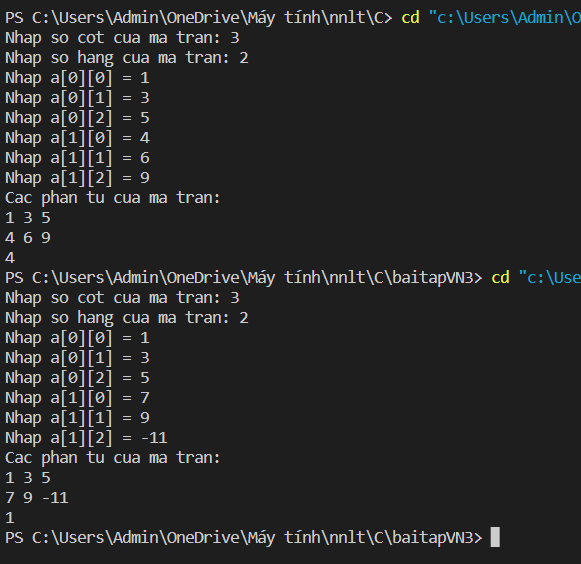 PS C:\Users\Admin\OneDrive\Máy tính\nnlt\C> cd "c:\Users\Admin\O
Nhap so cot cua ma tran: 3
Nhap so hang cua ma tran: 2
Nhap a[0][0] = 1
Nhap a[0][1] = 3
Nhap a[0][2] = 5
Nhap a[1][0] = 4
Nhap a[1][1] = 6
Nhap a[1][2] = 9
Cac phan tu cua ma tran:
1 3 5
4 6 9
4
PS C:\Users\Admin\OneDrive\Máy tính\nnlt\C\baitapVN3> cd "c:\Use
Nhap so cot cua ma tran: 3
Nhap so hang cua ma tran: 2
Nhap a[0][0] = 1
Nhap a[0][1] = 3
Nhap a[0][2] = 5
Nhap a[1][0] = 7
Nhap a[1][1] = 9
Nhap a[1][2] = -11
Cac phan tu cua ma tran:
1 3 5
7 9 -11
1
PS C:\Users\Admin\OneDrive\Máy tính\nnlt\C\baitapVN3>